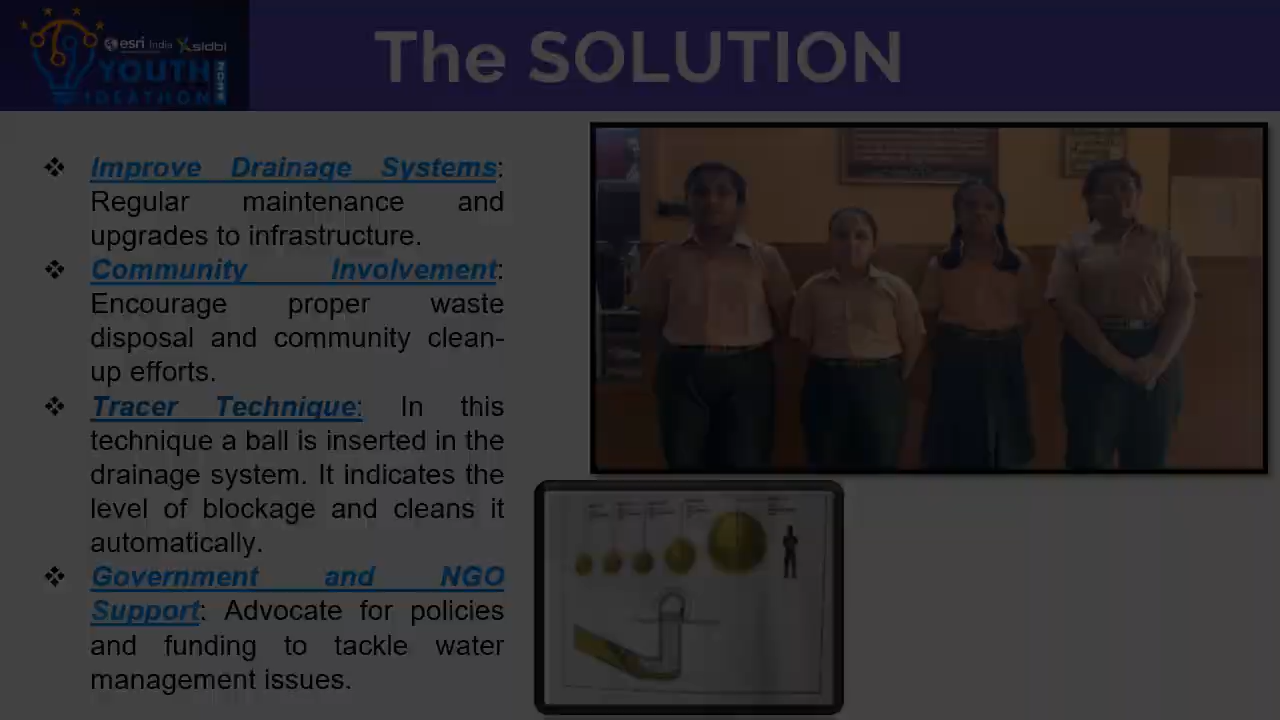 esri India sidbi
YOUTH
IDEATHON
The SOLUTION
❖ Improve Drainage Systems:
Regular maintenance and
upgrades to infrastructure.
❖ Community Involvement:
Encourage proper waste
disposal and community clean-
up efforts.
❖ Tracer Technique: In this
technique a ball is inserted in the
drainage system. It indicates the
level of blockage and cleans it
automatically.
❖ Government and NGO
Support: Advocate for policies
and funding to tackle water
management issues.